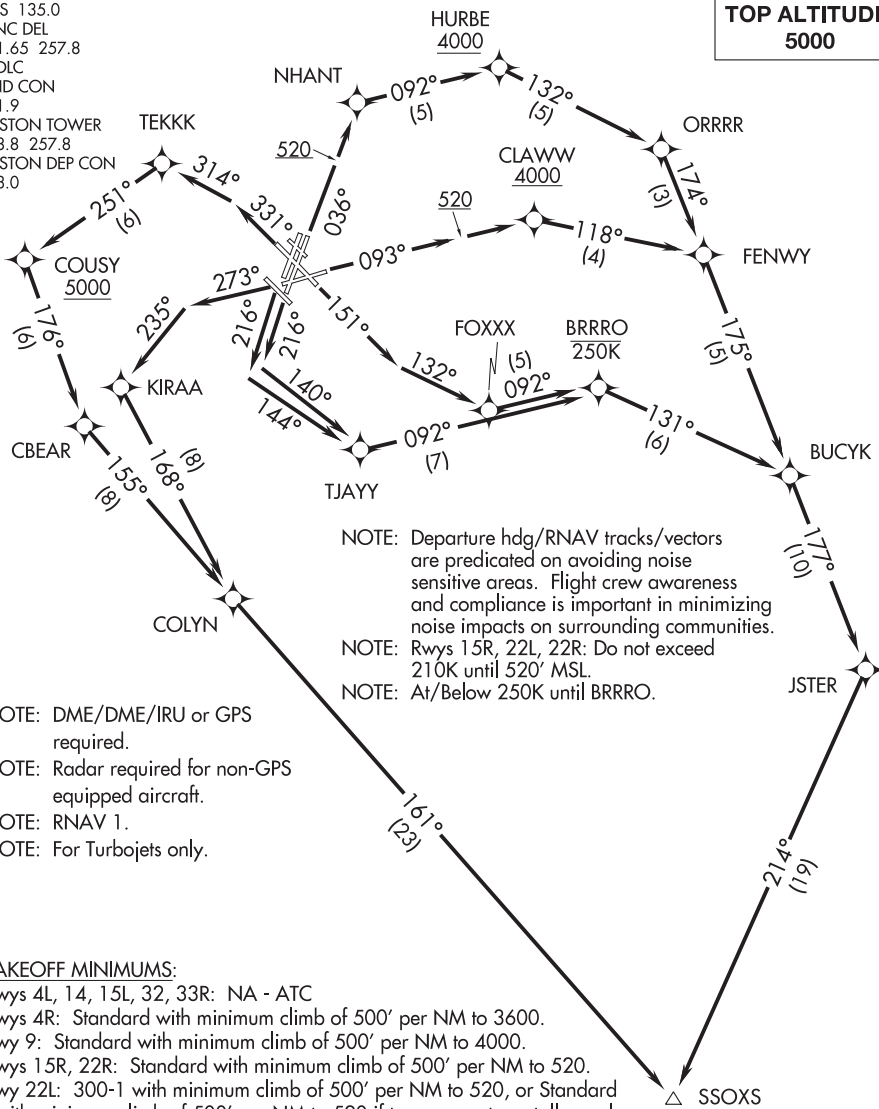 S 135.0
NC DEL
1.65 257.8
DLC
ND CON
1.9
STON TOWER
8.8 257.8
STON DEP CON
3.0
TOP ALTITUDE
5000
HURBE
4000
NHANT
092°
(5)
132°
(5)
ORRRR
TEKKK
314°
331°
251°
(6)
520
036°
CLAWW
4000
520
174°
(3)
093°
118°
(4)
FENWY
COUSY
5000
273°
235°
216°
216°
151°
176°
(6)
FOXXX
(5)
092°
BRRRO
250K
175°
(5)
132°
KIRAA
140°
144°
092°
(7)
131°
(6)
BUCYK
CBEAR
155°
(8)
168°
(8)
TJAYY
177°
(10)
NOTE: Departure hdg/RNAV tracks/vectors
are predicated on avoiding noise
sensitive areas. Flight crew awareness
and compliance is important in minimizing
noise impacts on surrounding communities.
NOTE: Rwys 15R, 22L, 22R: Do not exceed
210K until 520' MSL.
NOTE: At/Below 250K until BRRRO.
COLYN
JSTER
OTE: DME/DME/IRU or GPS
required.
OTE: Radar required for non-GPS
equipped aircraft.
OTE: RNAV 1.
OTE: For Turbojets only.
161°
(23)
214°
(19)
AKEOFF MINIMUMS:
wys 4L, 14, 15L, 32, 33R: NA - ATC
wys 4R: Standard with minimum climb of 500' per NM to 3600.
wy 9: Standard with minimum climb of 500' per NM to 4000.
wys 15R, 22R: Standard with minimum climb of 500' per NM to 520.
wy 22L: 300-1 with minimum climb of 500' per NM to 520, or Standard
SSOXS